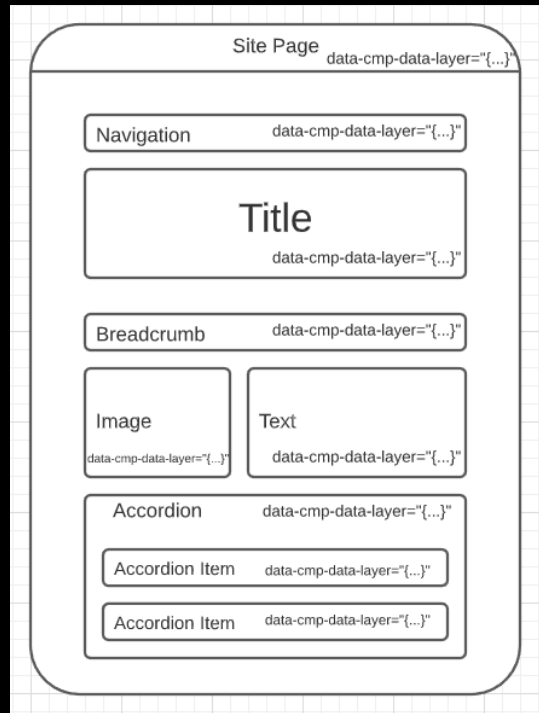 Site Page
data-cmp-data-layer="{...}"
Navigation
data-cmp-data-layer="{...}"
Title
data-cmp-data-layer="{...}"
Breadcrumb
data-cmp-data-layer="{...}"
Image
data-cmp-data-layer="{...}"
Text
data-cmp-data-layer="{...}"
Accordion
data-cmp-data-layer="{...}"
Accordion Item
data-cmp-data-layer="{...}"
Accordion Item
data-cmp-data-layer="{...}"